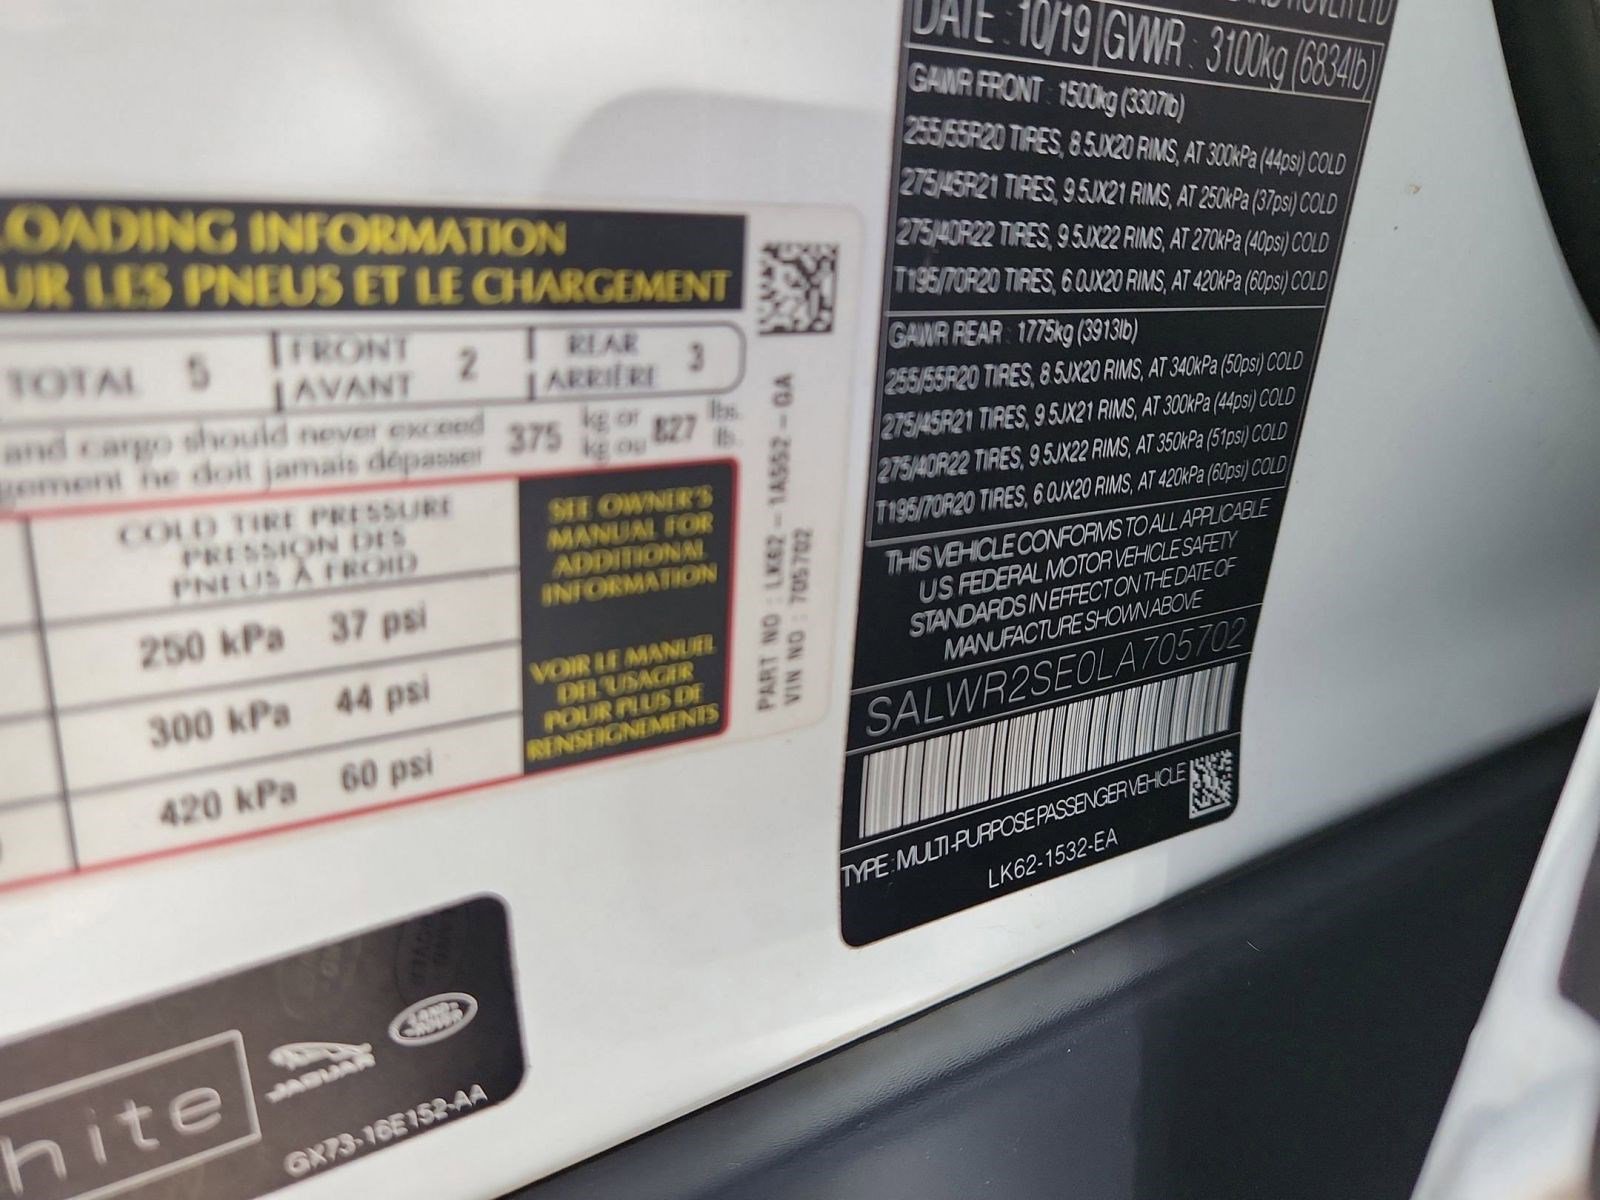 LOADING INFORMATION
UR LES PNEUS ET LE CHARGEMENT
TOTAL 5 FRONT AVANT 2 REAR ARRIÈRE 3
and cargo should never exceed 375 kg or 827 lbs.
gement ne doit jamais dépasser kg ou lb.
COLD TIRE PRESSURE
PRESSION DES
PNEUS À FROID
250 kPa 37 psi
300 kPa 44 psi
420 kPa 60 psi
SEE OWNER'S
MANUAL FOR
ADDITIONAL
INFORMATION
VOIR LE MANUEL
DE L'USAGER
POUR PLUS DE
RENSEIGNEMENTS
PART NO : LK62-1A552-GA
VIN NO : 705702
LAND ROVER LTD
DATE : 10/19 GVWR : 3100kg (6834lb)
GAWR FRONT : 1500kg (3307lb)
255/55R20 TIRES, 8.5JX20 RIMS, AT 300kPa (44psi) COLD
275/45R21 TIRES, 9.5JX21 RIMS, AT 250kPa (37psi) COLD
275/40R22 TIRES, 9.5JX22 RIMS, AT 270kPa (40psi) COLD
T195/70R20 TIRES, 6.0JX20 RIMS, AT 420kPa (60psi) COLD
GAWR REAR : 1775kg (3913lb)
255/55R20 TIRES, 8.5JX20 RIMS, AT 340kPa (50psi) COLD
275/45R21 TIRES, 9.5JX21 RIMS, AT 300kPa (44psi) COLD
275/40R22 TIRES, 9.5JX22 RIMS, AT 350kPa (51psi) COLD
T195/70R20 TIRES, 6.0JX20 RIMS, AT 420kPa (60psi) COLD
THIS VEHICLE CONFORMS TO ALL APPLICABLE
US FEDERAL MOTOR VEHICLE SAFETY
STANDARDS IN EFFECT ON THE DATE OF
MANUFACTURE SHOWN ABOVE
SALWR2SE0LA705702
TYPE : MULTI-PURPOSE PASSENGER VEHICLE
LK62-1532-EA
hite
JAGUAR
LAND ROVER
GX73-16E152-AA